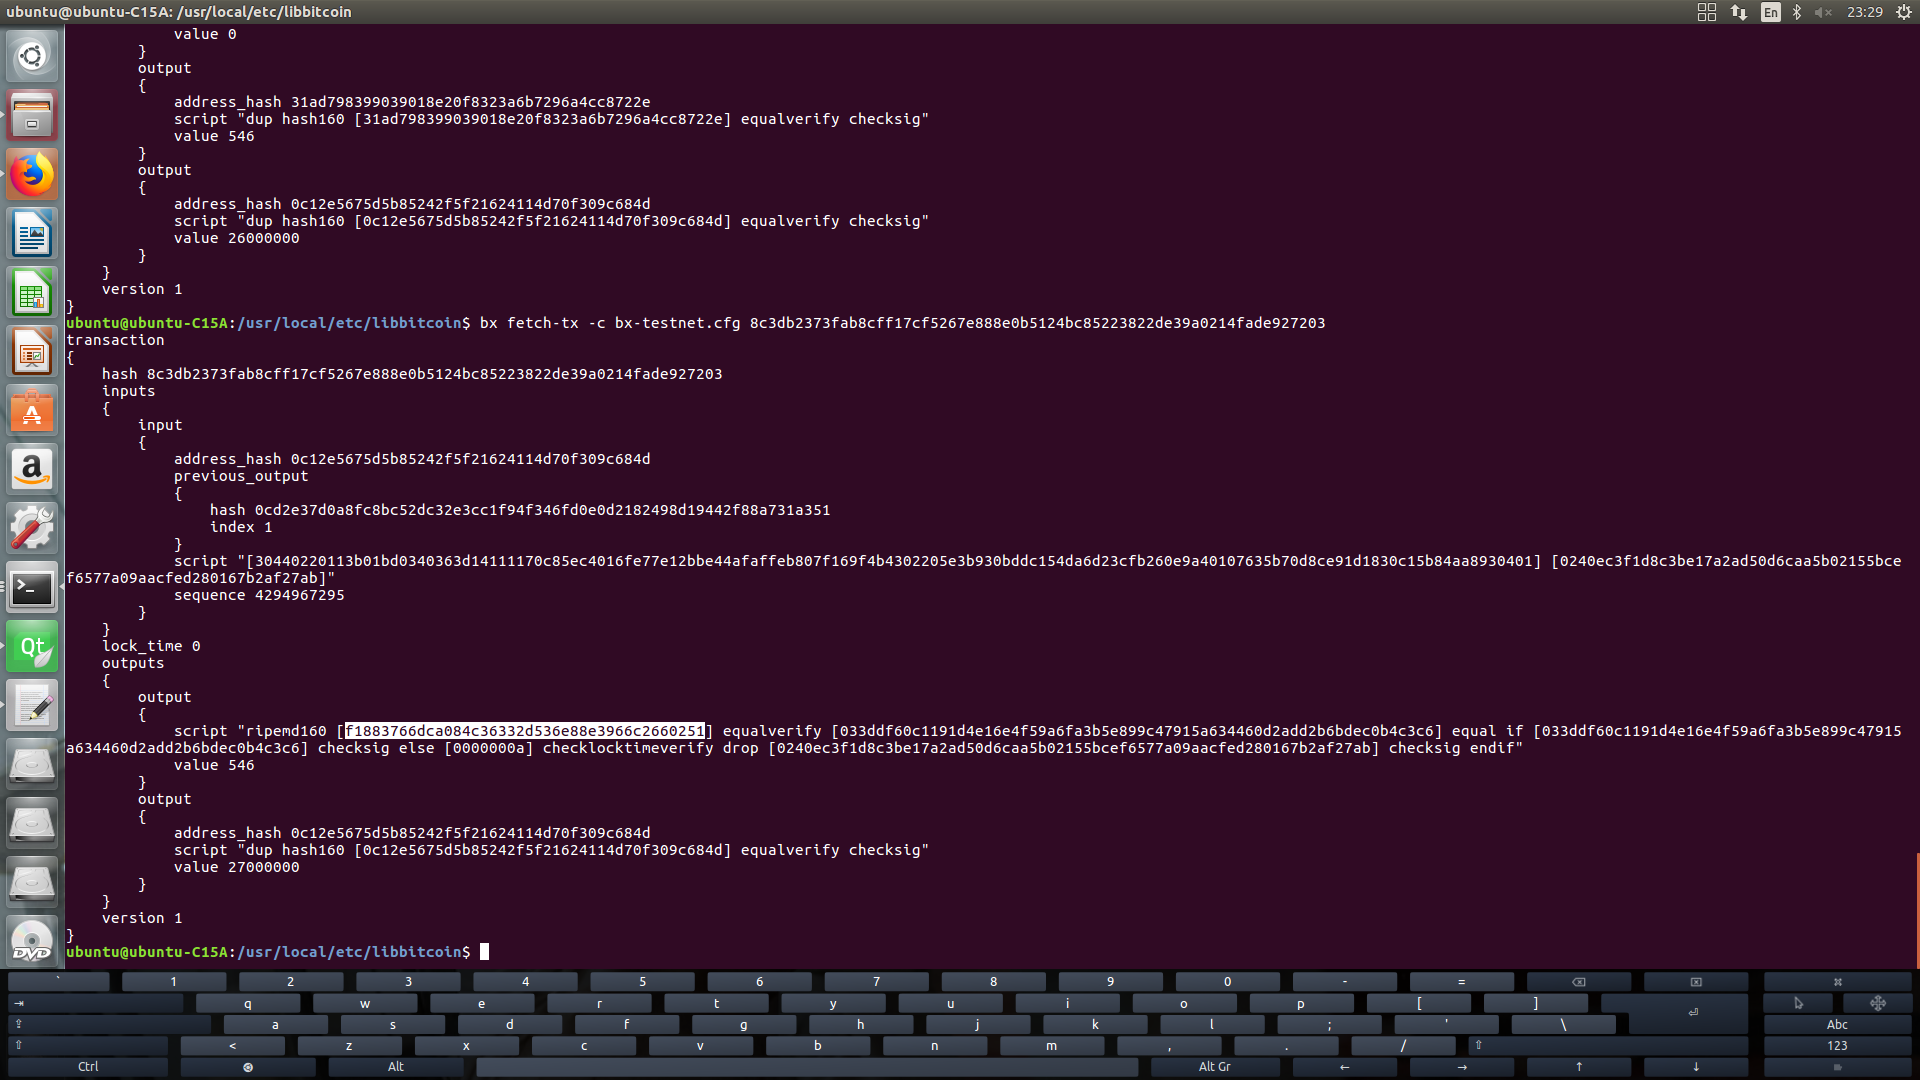 ubuntu@ubuntu-C15A: /usr/local/etc/libbitcoin
En
23:29
            value 0
        }
        output
        {
            address_hash 31ad798399039018e20f8323a6b7296a4cc8722e
            script "dup hash160 [31ad798399039018e20f8323a6b7296a4cc8722e] equalverify checksig"
            value 546
        }
        output
        {
            address_hash 0c12e5675d5b85242f5f21624114d70f309c684d
            script "dup hash160 [0c12e5675d5b85242f5f21624114d70f309c684d] equalverify checksig"
            value 26000000
        }
    }
    version 1
}
ubuntu@ubuntu-C15A:/usr/local/etc/libbitcoin$ bx fetch-tx -c bx-testnet.cfg 8c3db2373fab8cff17cf5267e888e0b5124bc85223822de39a0214fade927203
transaction
{
    hash 8c3db2373fab8cff17cf5267e888e0b5124bc85223822de39a0214fade927203
    inputs
    {
        input
        {
            address_hash 0c12e5675d5b85242f5f21624114d70f309c684d
            previous_output
            {
                hash 0cd2e37d0a8fc8bc52dc32e3cc1f94f346fd0e0d2182498d19442f88a731a351
                index 1
            }
            script "[30440220113b01bd0340363d14111170c85ec4016fe77e12bbe44afaffeb807f169f4b4302205e3b930bddc154da6d23cfb260e9a40107635b70d8ce91d1830c15b84aa8930401] [0240ec3f1d8c3be17a2ad50d6caa5b02155bce
f6577a09aacfed280167b2af27ab]"
            sequence 4294967295
        }
    }
    lock_time 0
    outputs
    {
        output
        {
            script "ripemd160 [f1883766dca084c36332d536e88e3966c2660251] equalverify [033ddf60c1191d4e16e4f59a6fa3b5e899c47915a634460d2add2b6bdec0b4c3c6] equal if [033ddf60c1191d4e16e4f59a6fa3b5e899c47915
a634460d2add2b6bdec0b4c3c6] checksig else [0000000a] checklocktimeverify drop [0240ec3f1d8c3be17a2ad50d6caa5b02155bcef6577a09aacfed280167b2af27ab] checksig endif"
            value 546
        }
        output
        {
            address_hash 0c12e5675d5b85242f5f21624114d70f309c684d
            script "dup hash160 [0c12e5675d5b85242f5f21624114d70f309c684d] equalverify checksig"
            value 27000000
        }
    }
    version 1
}
ubuntu@ubuntu-C15A:/usr/local/etc/libbitcoin$
a
>_
Qt
DVD
` 1 2 3 4 5 6 7 8 9 0 - =
q w e r t y u i o p [ ]
a s d f g h j k l ; ' \ Abc
< z x c v b n m , . / 123
Ctrl Alt Alt Gr ← → ↑ ↓